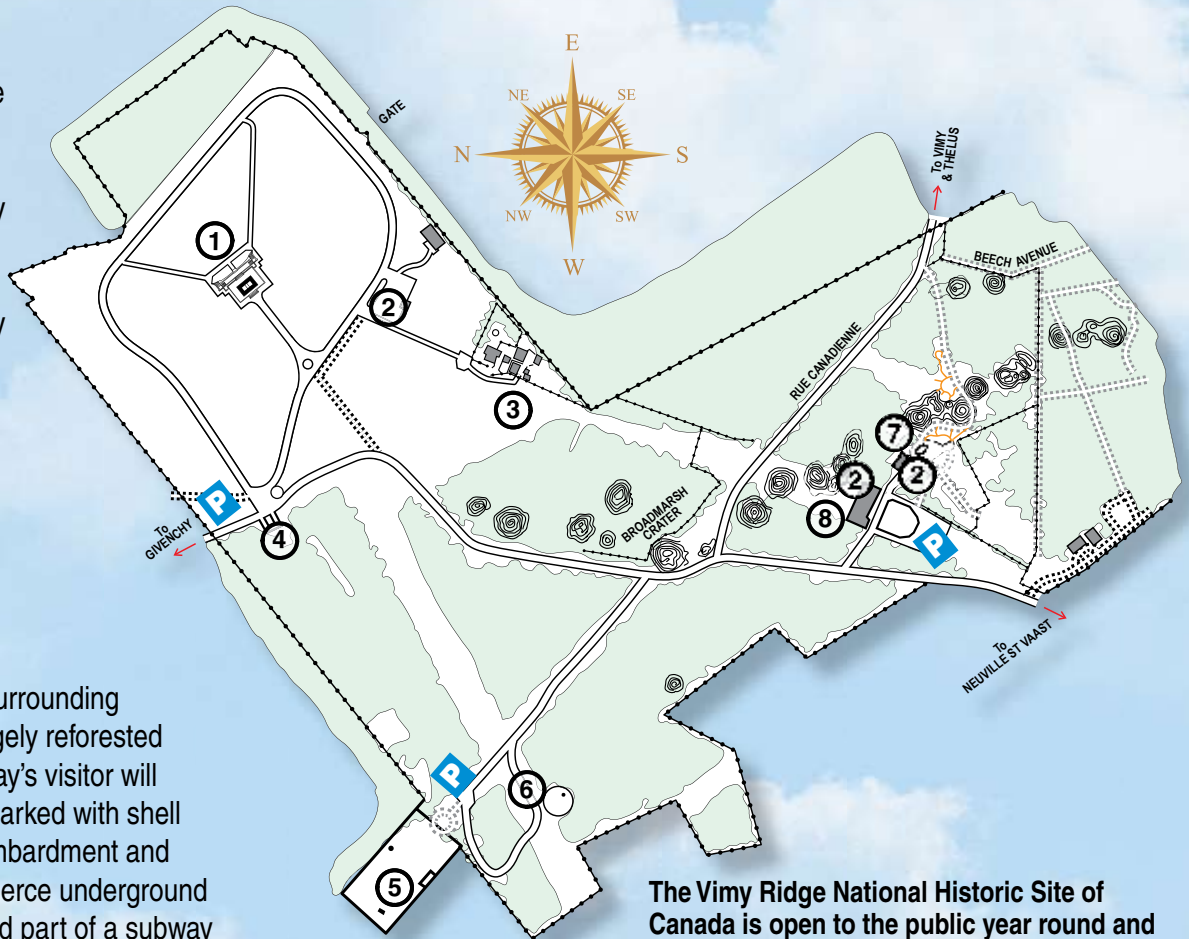 e
y
y
E
NE
SE
N
S
NW
SW
W
GATE
To VIMY
& THELUS
BEECH AVENUE
RUE CANADIENNE
1
2
3
7
2
2
8
BROADMARSH
CRATER
P
P
To
GIVENCHY
4
To
NEUVILLE ST VAAST
P
6
5
urrounding
gely reforested
ay's visitor will
arked with shell
mbardment and
erce underground
d part of a subway
The Vimy Ridge National Historic Site of
Canada is open to the public year round and